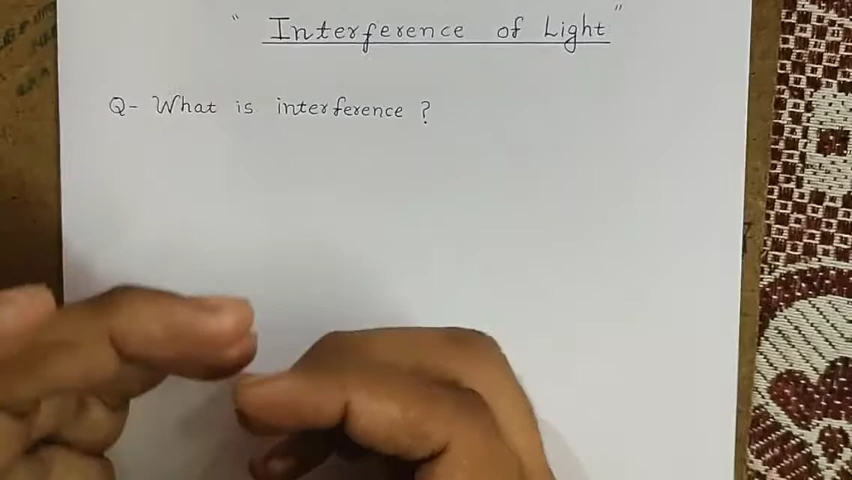 " Interference of Light "
Q- What is interference ?